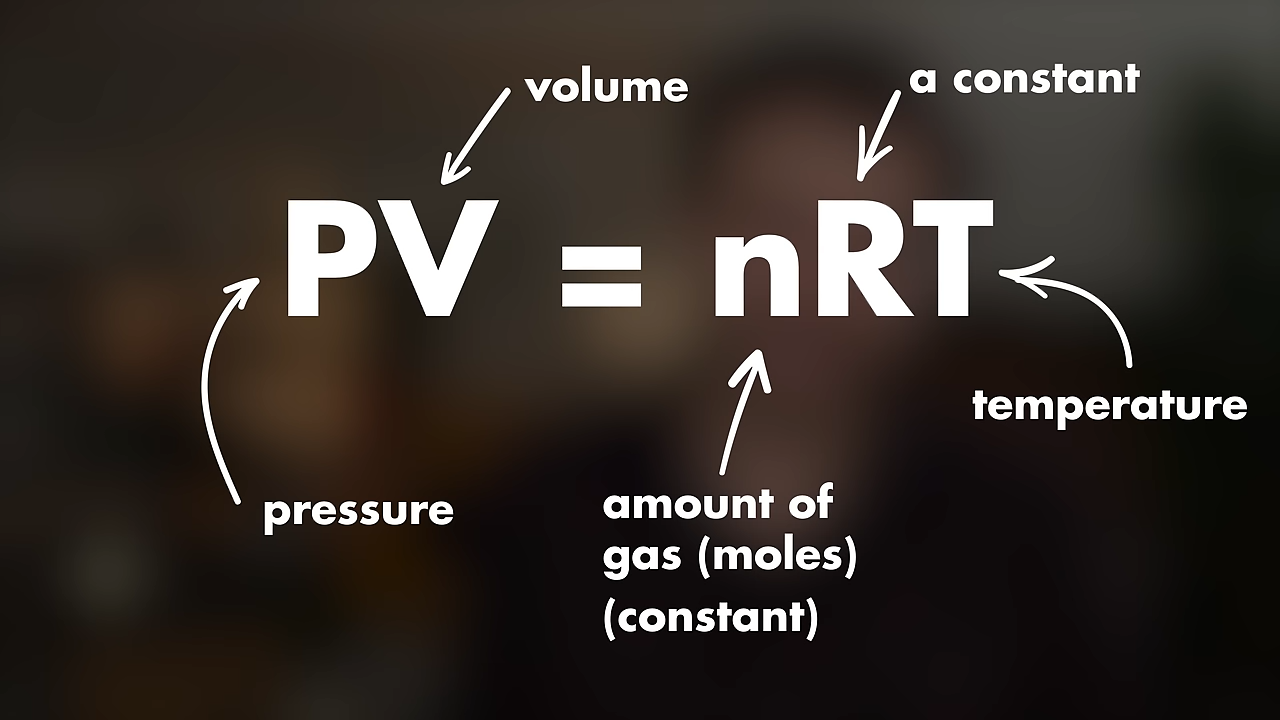 volume
a constant
PV = nRT
temperature
pressure
amount of
gas (moles)
(constant)